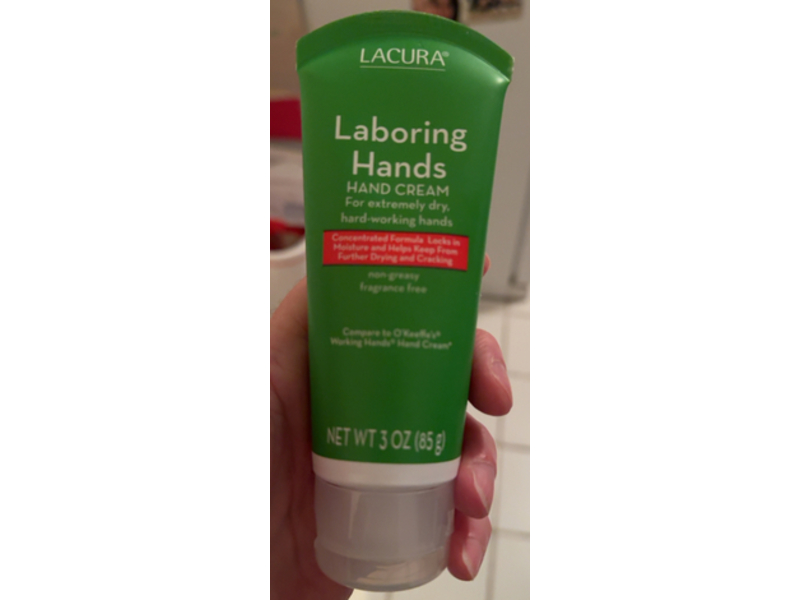 LACURA®
Laboring
Hands
HAND CREAM
For extremely dry,
hard-working hands
Concentrated Formula Locks in
Moisture and Helps Keep From
Further Drying and Cracking
non-greasy
fragrance free
Compare to O'Keeffe's®
Working Hands® Hand Cream*
NET WT 3 OZ (85 g)